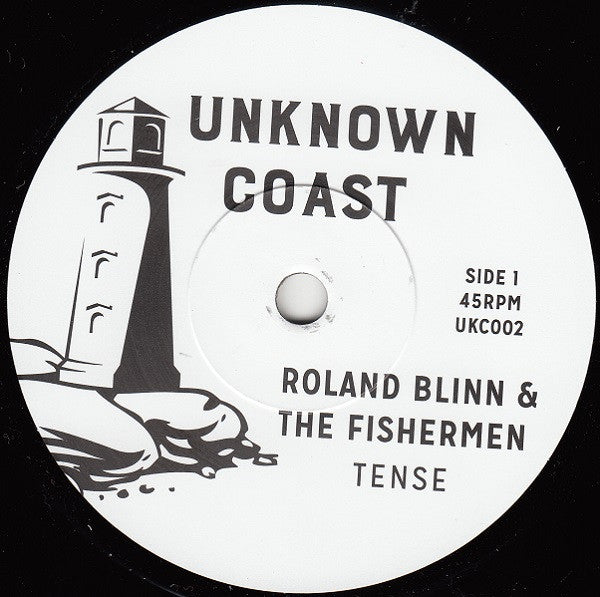 UNKNOWN
COAST
SIDE 1
45RPM
UKC002
ROLAND BLINN &
THE FISHERMEN
TENSE